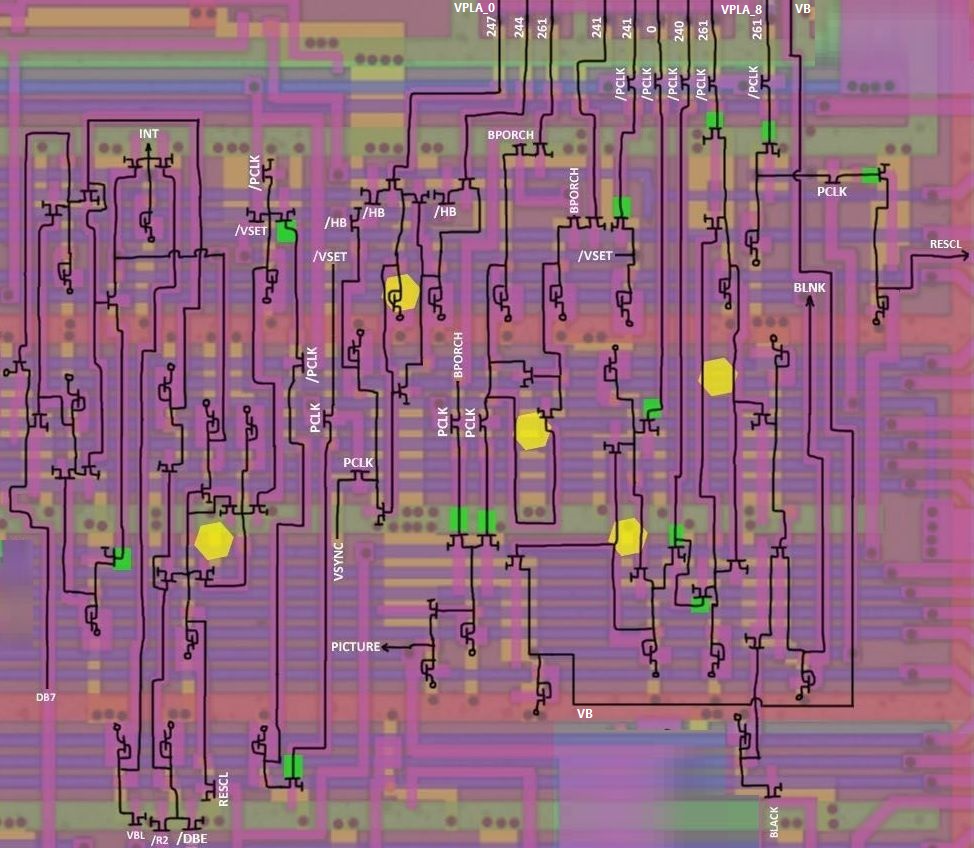 VPLA_0
VPLA_8
VB
247
244
261
241
241
0
240
261
261
/PCLK
/PCLK
/PCLK
/PCLK
/PCLK
INT
BPORCH
/PCLK
BPORCH
PCLK
/HB
/HB
/HB
/VSET
/VSET
/VSET
RESCL
BLNK
/PCLK
BPORCH
PCLK
PCLK
PCLK
PCLK
VSYNC
PICTURE
DB7
VB
RESCL
BLACK
VBL
/R2
/DBE